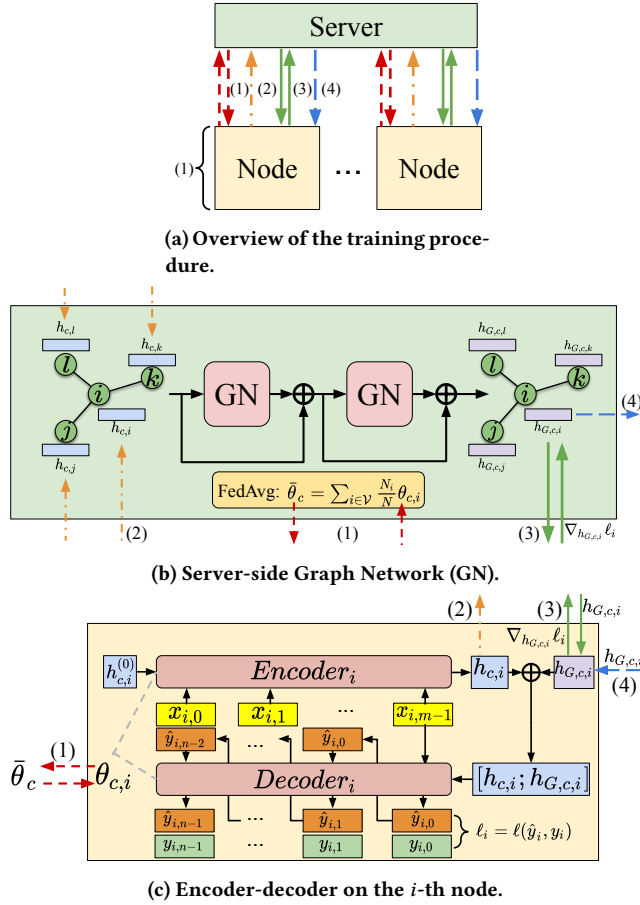 Server
(1) (2) (3) (4)
(1)
Node ... Node
(a) Overview of the training proce-
dure.
h_{c,l} h_{c,k} h_{G,c,l} h_{G,c,k}
l k l k
i GN ⊕ GN ⊕ i
j h_{c,i} j h_{G,c,i} (4)
h_{c,j} h_{G,c,j}
FedAvg: θ̄_c = ∑_{i∈𝒱} \frac{N_i}{N} θ_{c,i}
(2) (1) (3) ∇_{h_{G,c,i}} ℓ_i
(b) Server-side Graph Network (GN).
(2) ∇_{h_{G,c,i}} ℓ_i (3) h_{G,c,i}
h_{c,i}^{(0)} Encoder_i h_{c,i} ⊕ h_{G,c,i} h_{G,c,i}
(4)
x_{i,0} x_{i,1} ... x_{i,m−1}
ŷ_{i,n−2} ... ŷ_{i,0}
(1)
θ̄_c θ_{c,i} Decoder_i [h_{c,i}; h_{G,c,i}]
ŷ_{i,n−1} ... ŷ_{i,1} ŷ_{i,0}
y_{i,n−1} ... y_{i,1} y_{i,0} ℓ_i = ℓ(ŷ_i, y_i)
(c) Encoder-decoder on the i-th node.